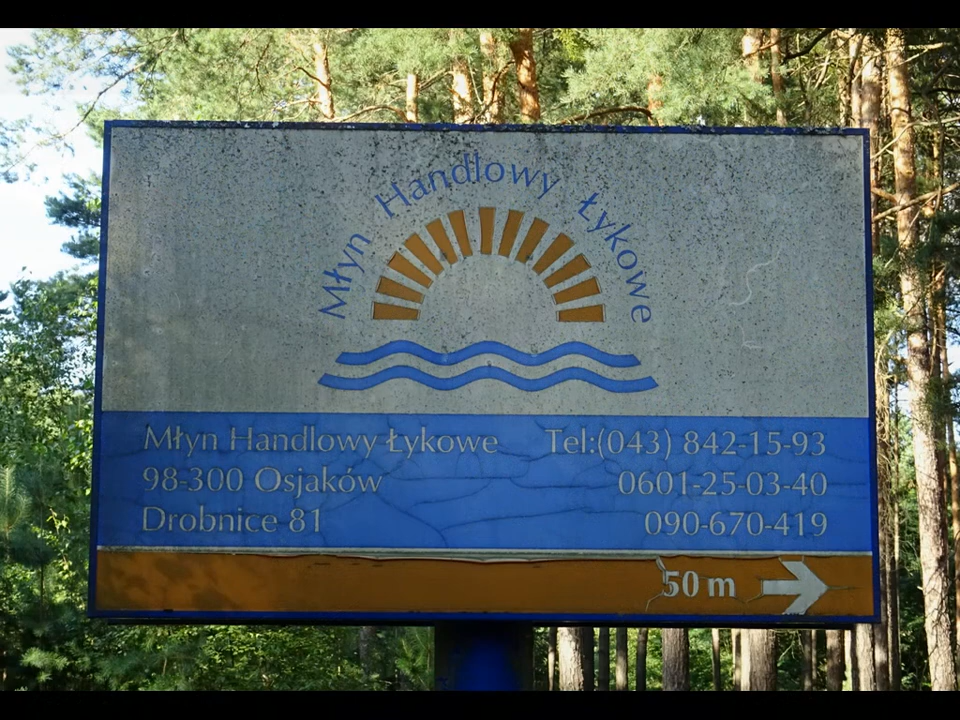 Młyn Handlowy Łykowe
Młyn Handlowy Łykowe
Tel:(043) 842-15-93
98-300 Osjaków
0601-25-03-40
Drobnice 81
090-670-419
50 m